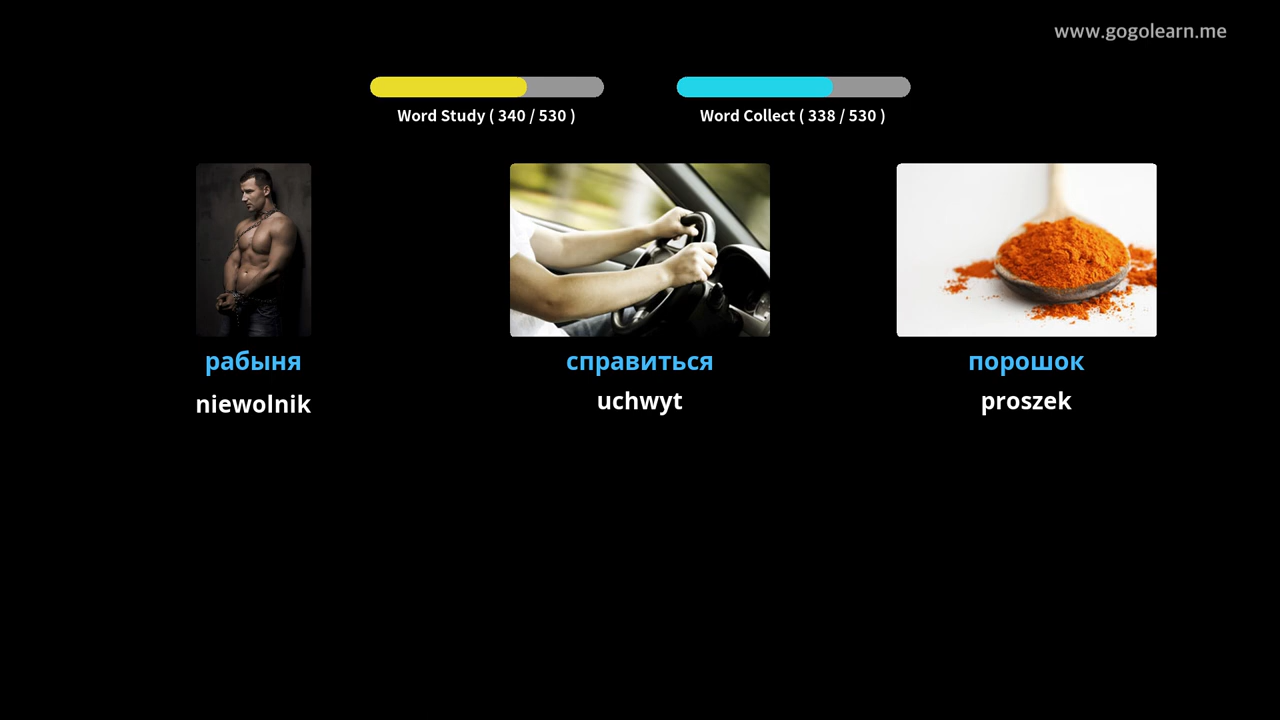 www.gogolearn.me
Word Study ( 340 / 530 )
Word Collect ( 338 / 530 )
рабыня
справиться
порошок
niewolnik
uchwyt
proszek